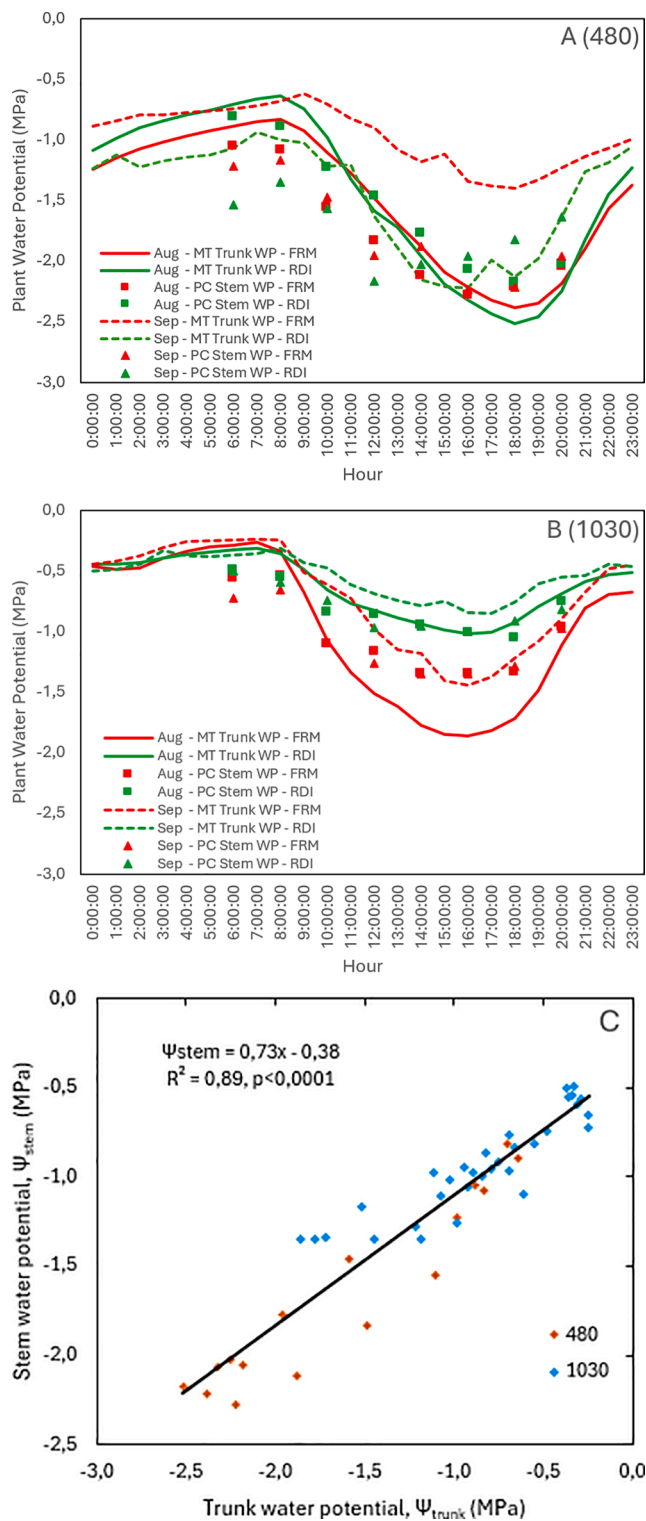 A (480)
Plant Water Potential (MPa)
0,0
-0,5
-1,0
-1,5
-2,0
-2,5
-3,0
Aug - MT Trunk WP - FRM
Aug - MT Trunk WP - RDI
Aug - PC Stem WP - FRM
Aug - PC Stem WP - RDI
Sep - MT Trunk WP - FRM
Sep - MT Trunk WP - RDI
Sep - PC Stem WP - FRM
Sep - PC Stem WP - RDI
0:00:00
1:00:00
2:00:00
3:00:00
4:00:00
5:00:00
6:00:00
7:00:00
8:00:00
9:00:00
10:00:00
11:00:00
12:00:00
13:00:00
14:00:00
15:00:00
16:00:00
17:00:00
18:00:00
19:00:00
20:00:00
21:00:00
22:00:00
23:00:00
Hour
B (1030)
Plant Water Potential (MPa)
0,0
-0,5
-1,0
-1,5
-2,0
-2,5
-3,0
Aug - MT Trunk WP - FRM
Aug - MT Trunk WP - RDI
Aug - PC Stem WP - FRM
Aug - PC Stem WP - RDI
Sep - MT Trunk WP - FRM
Sep - MT Trunk WP - RDI
Sep - PC Stem WP - FRM
Sep - PC Stem WP - RDI
0:00:00
1:00:00
2:00:00
3:00:00
4:00:00
5:00:00
6:00:00
7:00:00
8:00:00
9:00:00
10:00:00
11:00:00
12:00:00
13:00:00
14:00:00
15:00:00
16:00:00
17:00:00
18:00:00
19:00:00
20:00:00
21:00:00
22:00:00
23:00:00
Hour
C
Stem water potential, Ψstem (MPa)
0,0
-0,5
-1,0
-1,5
-2,0
-2,5
Ψstem = 0,73x - 0,38
R² = 0,89, p<0,0001
480
1030
-3,0
-2,5
-2,0
-1,5
-1,0
-0,5
0,0
Trunk water potential, Ψtrunk (MPa)